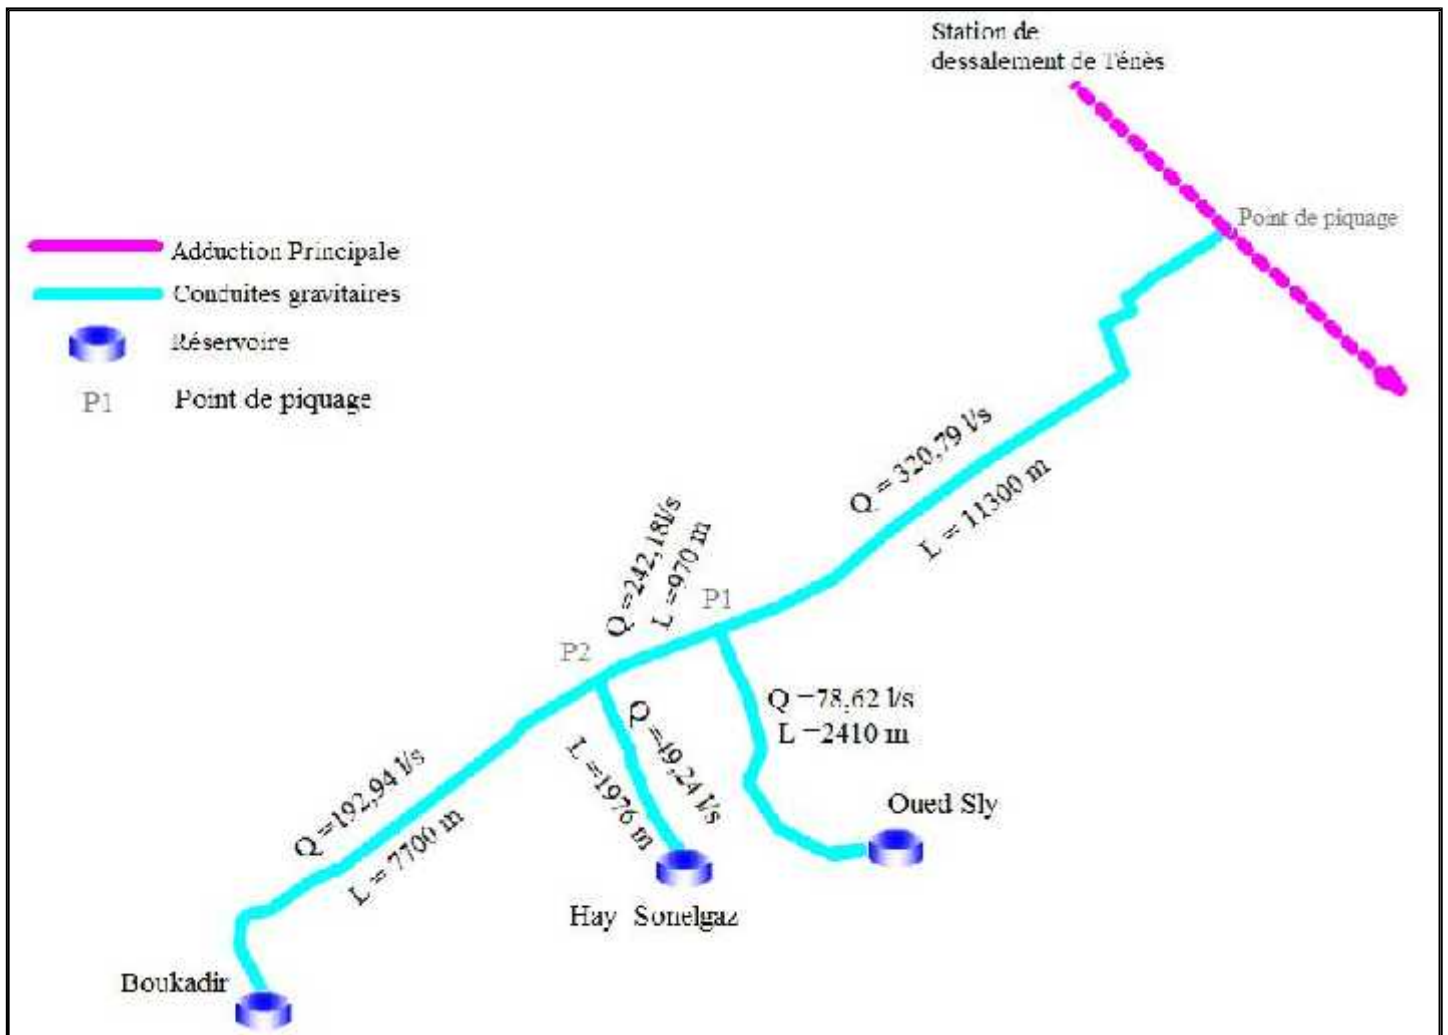 Station de
dessalement de Ténès
Point de piquage
Adduction Principale
Conduites gravitaires
Réservoire
P1 Point de piquage
Q = 320,79 l/s
L = 11300 m
Q =242,18l/s
L =970 m
P1
P2
Q =78,62 l/s
L =2410 m
Q =49,24 l/s
L =1976 m
Q =192,94 l/s
L = 7700 m
Oued Sly
Hay Sonelgaz
Boukadir